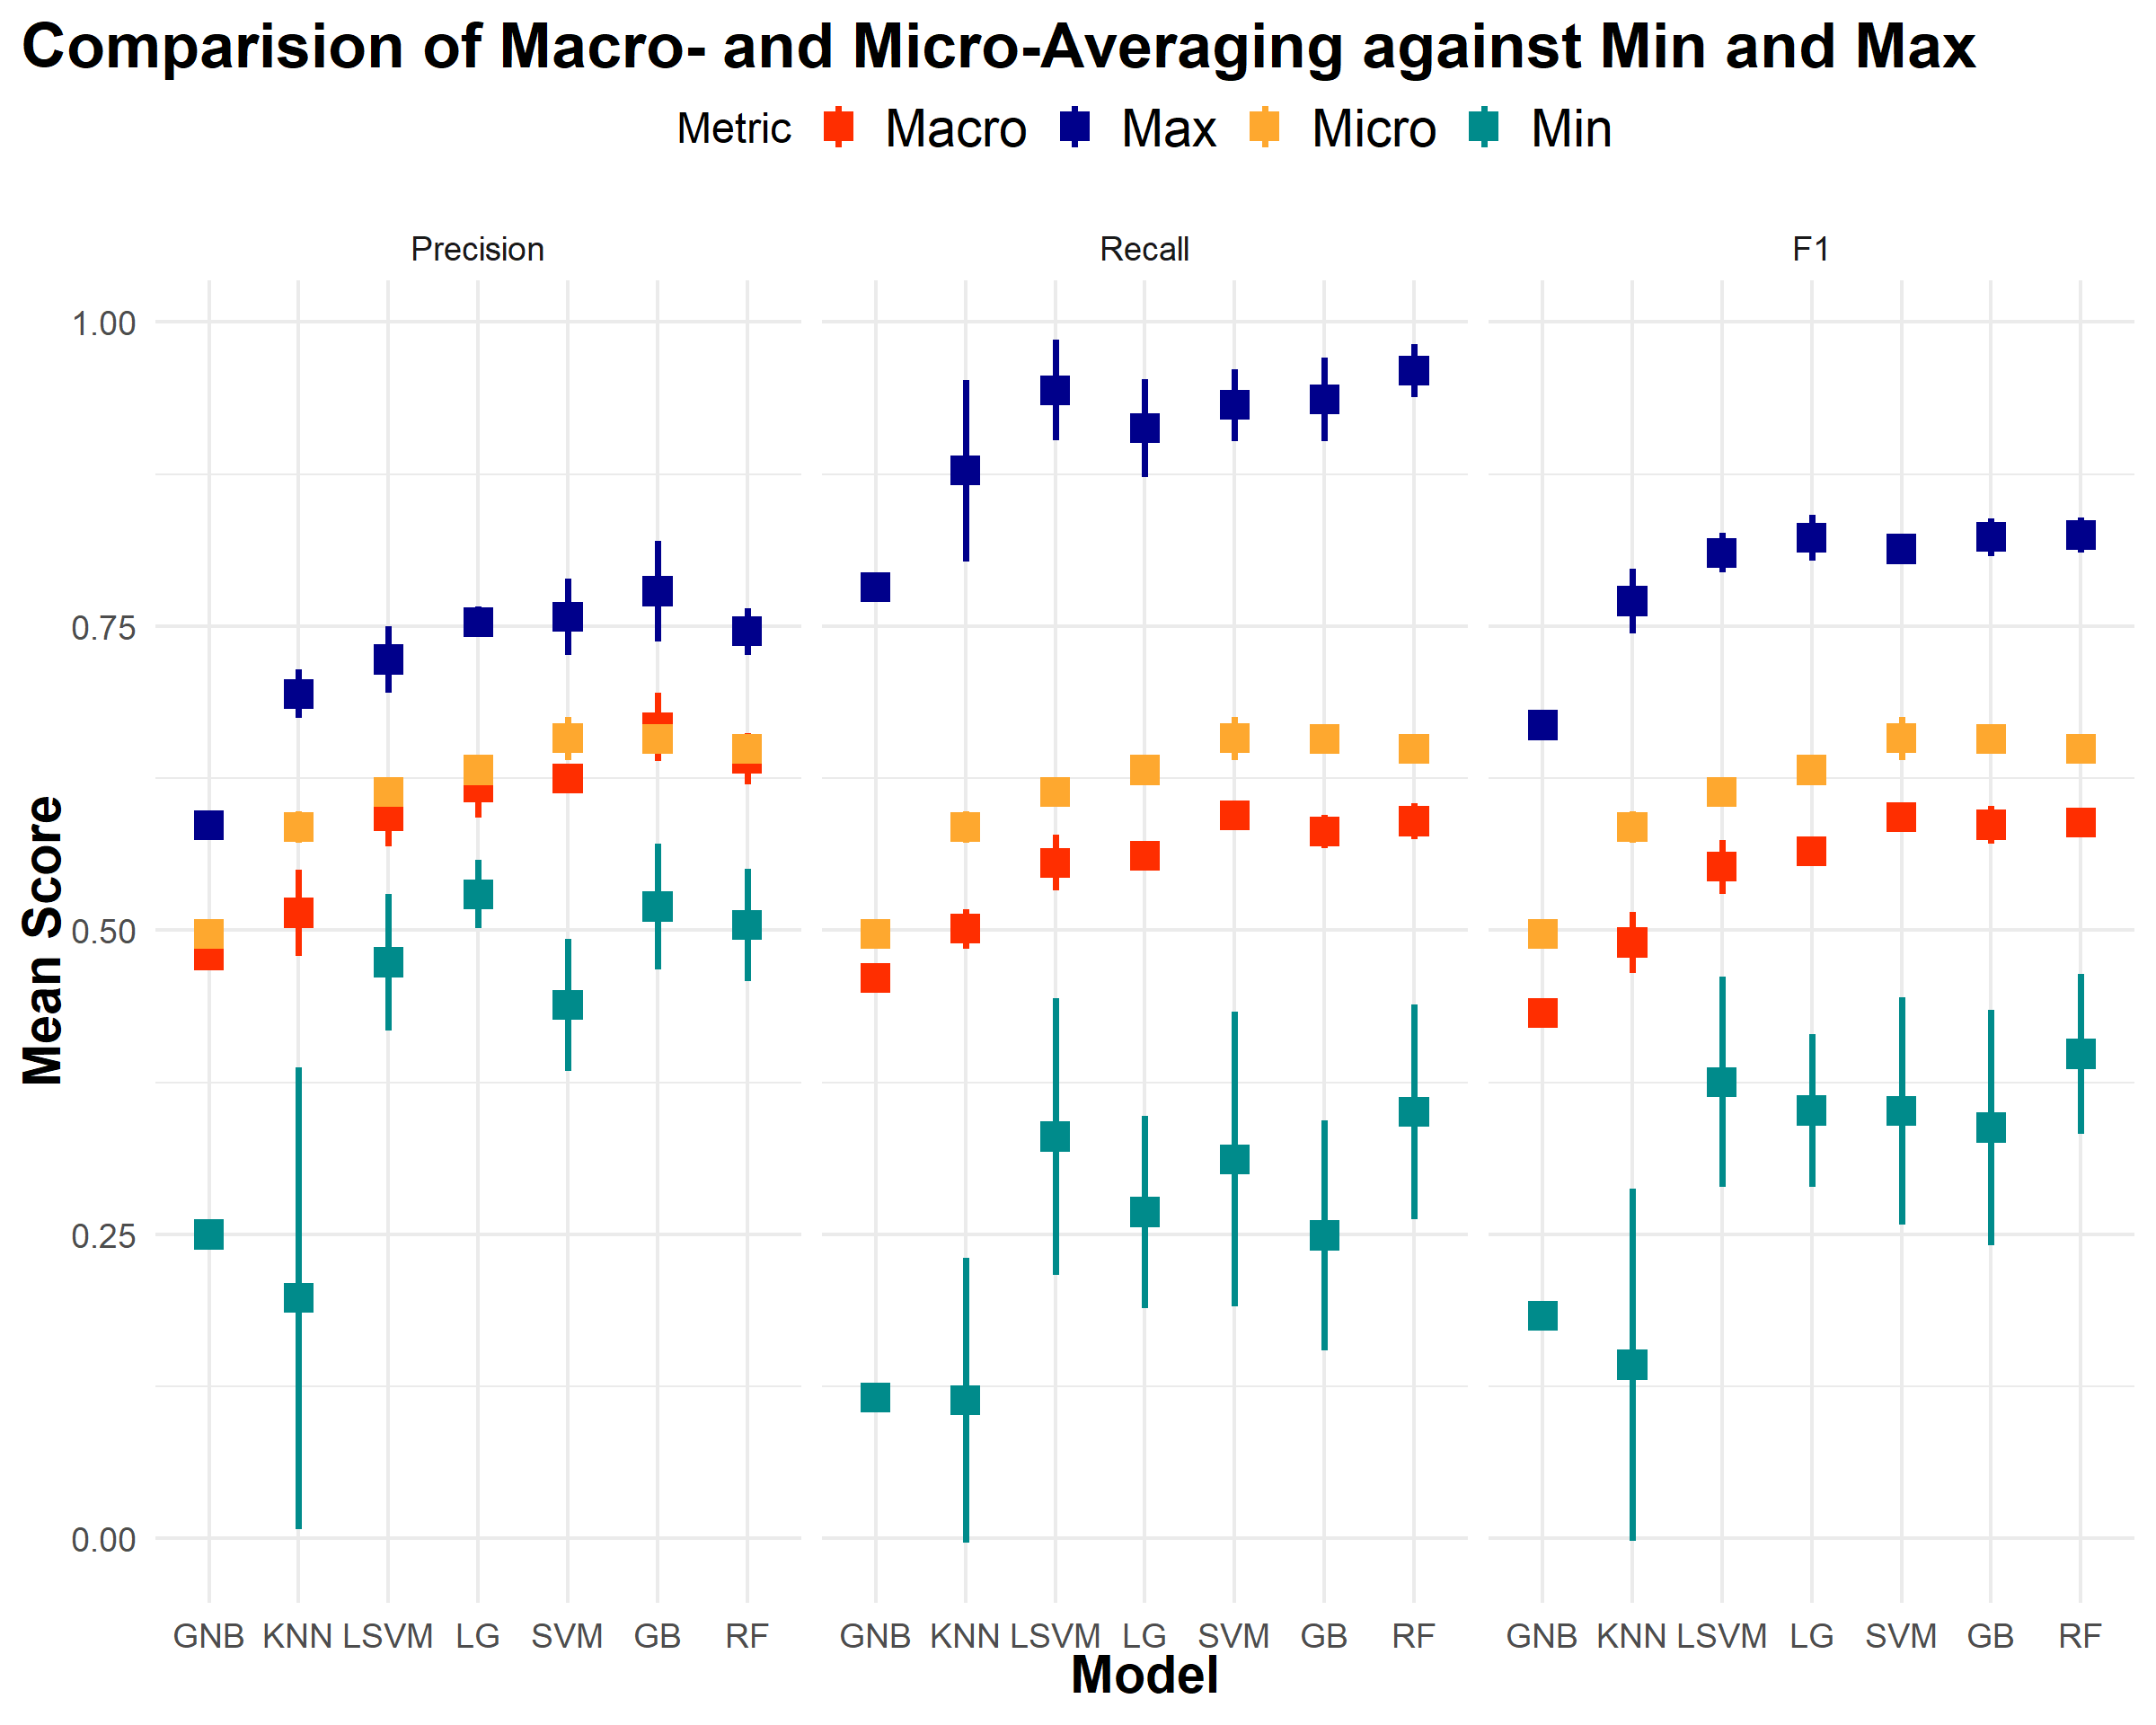 Comparision of Macro- and Micro-Averaging against Min and Max
Metric Macro Max Micro Min
Precision Recall F1
1.00
0.75
0.50
0.25
0.00
Mean Score
GNB KNN LSVM LG SVM GB RF GNB KNN LSVM LG SVM GB RF GNB KNN LSVM LG SVM GB RF
Model